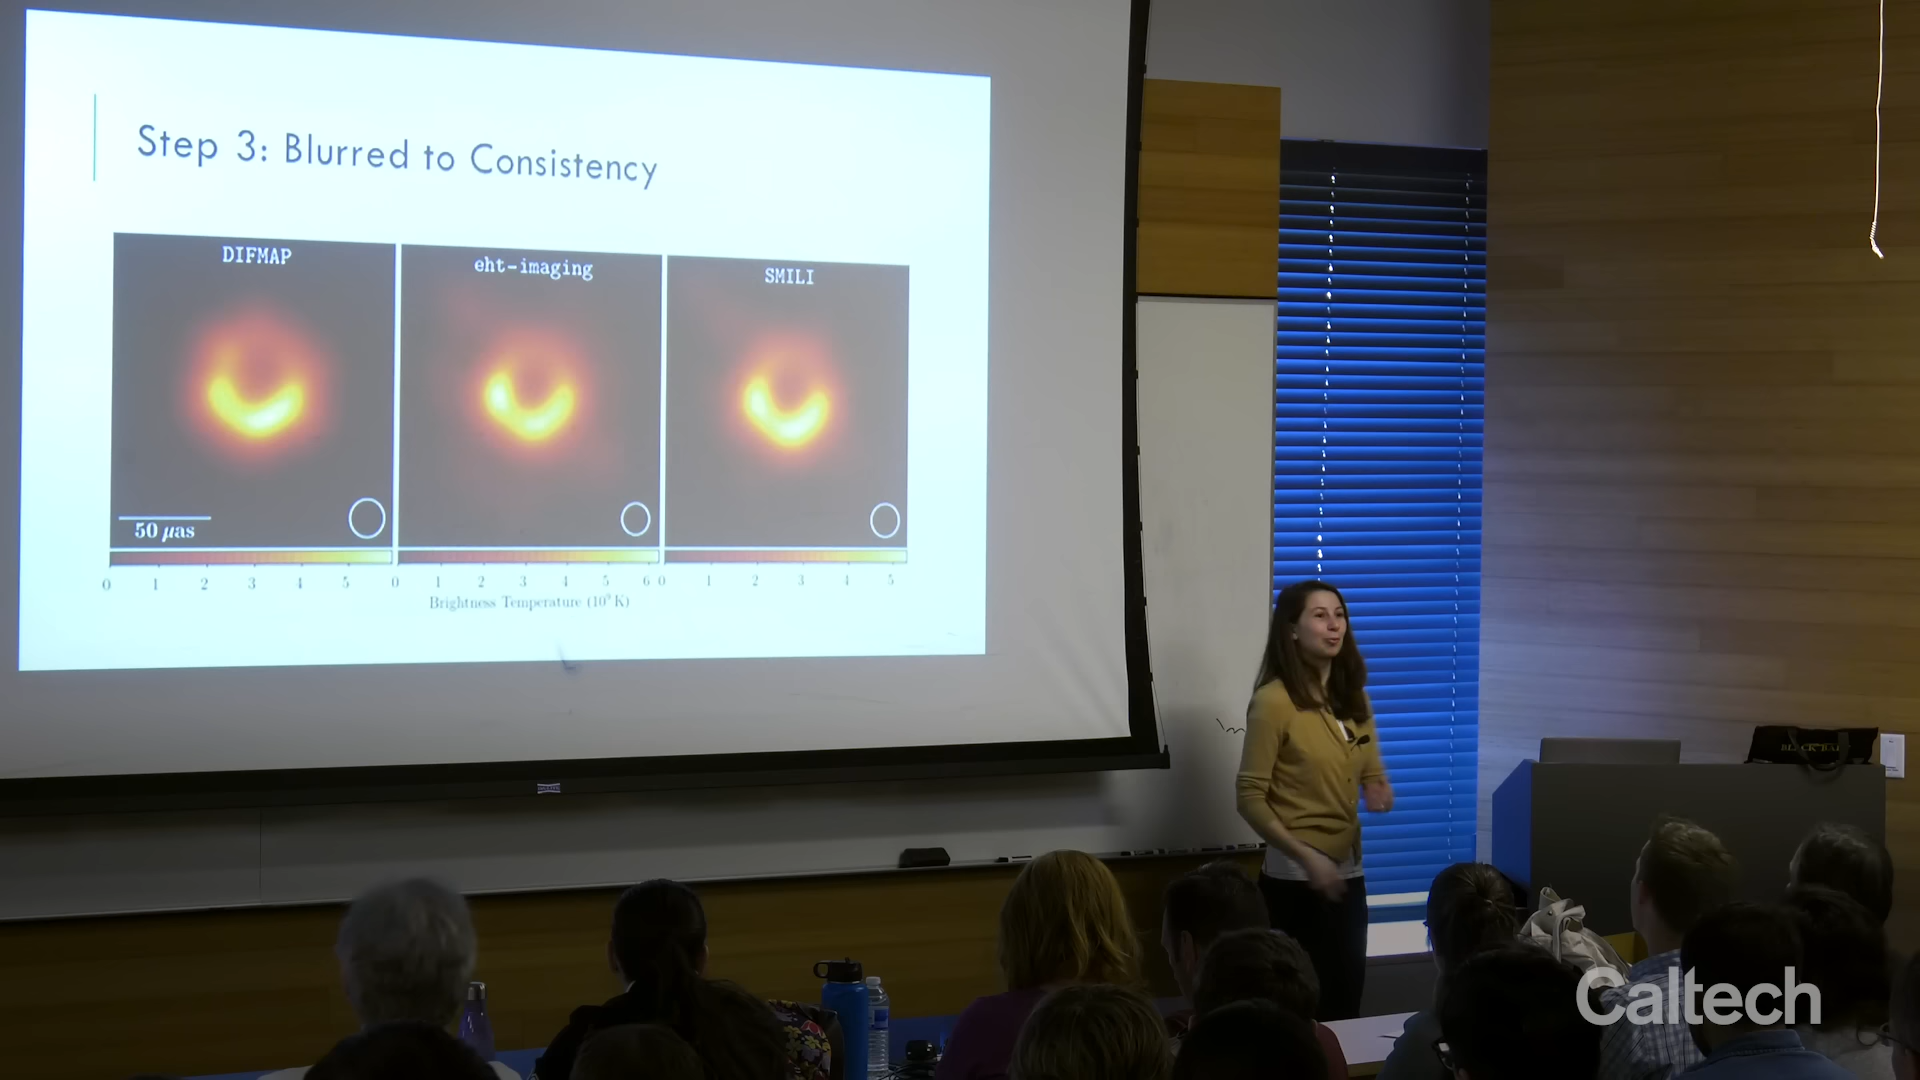 Step 3: Blurred to Consistency
DIFMAP
eht-imaging
SMILI
50 μas
0 1 2 3 4 5 0 1 2 3 4 5 6 0 1 2 3 4 5
Brightness Temperature (10⁹ K)
Caltech